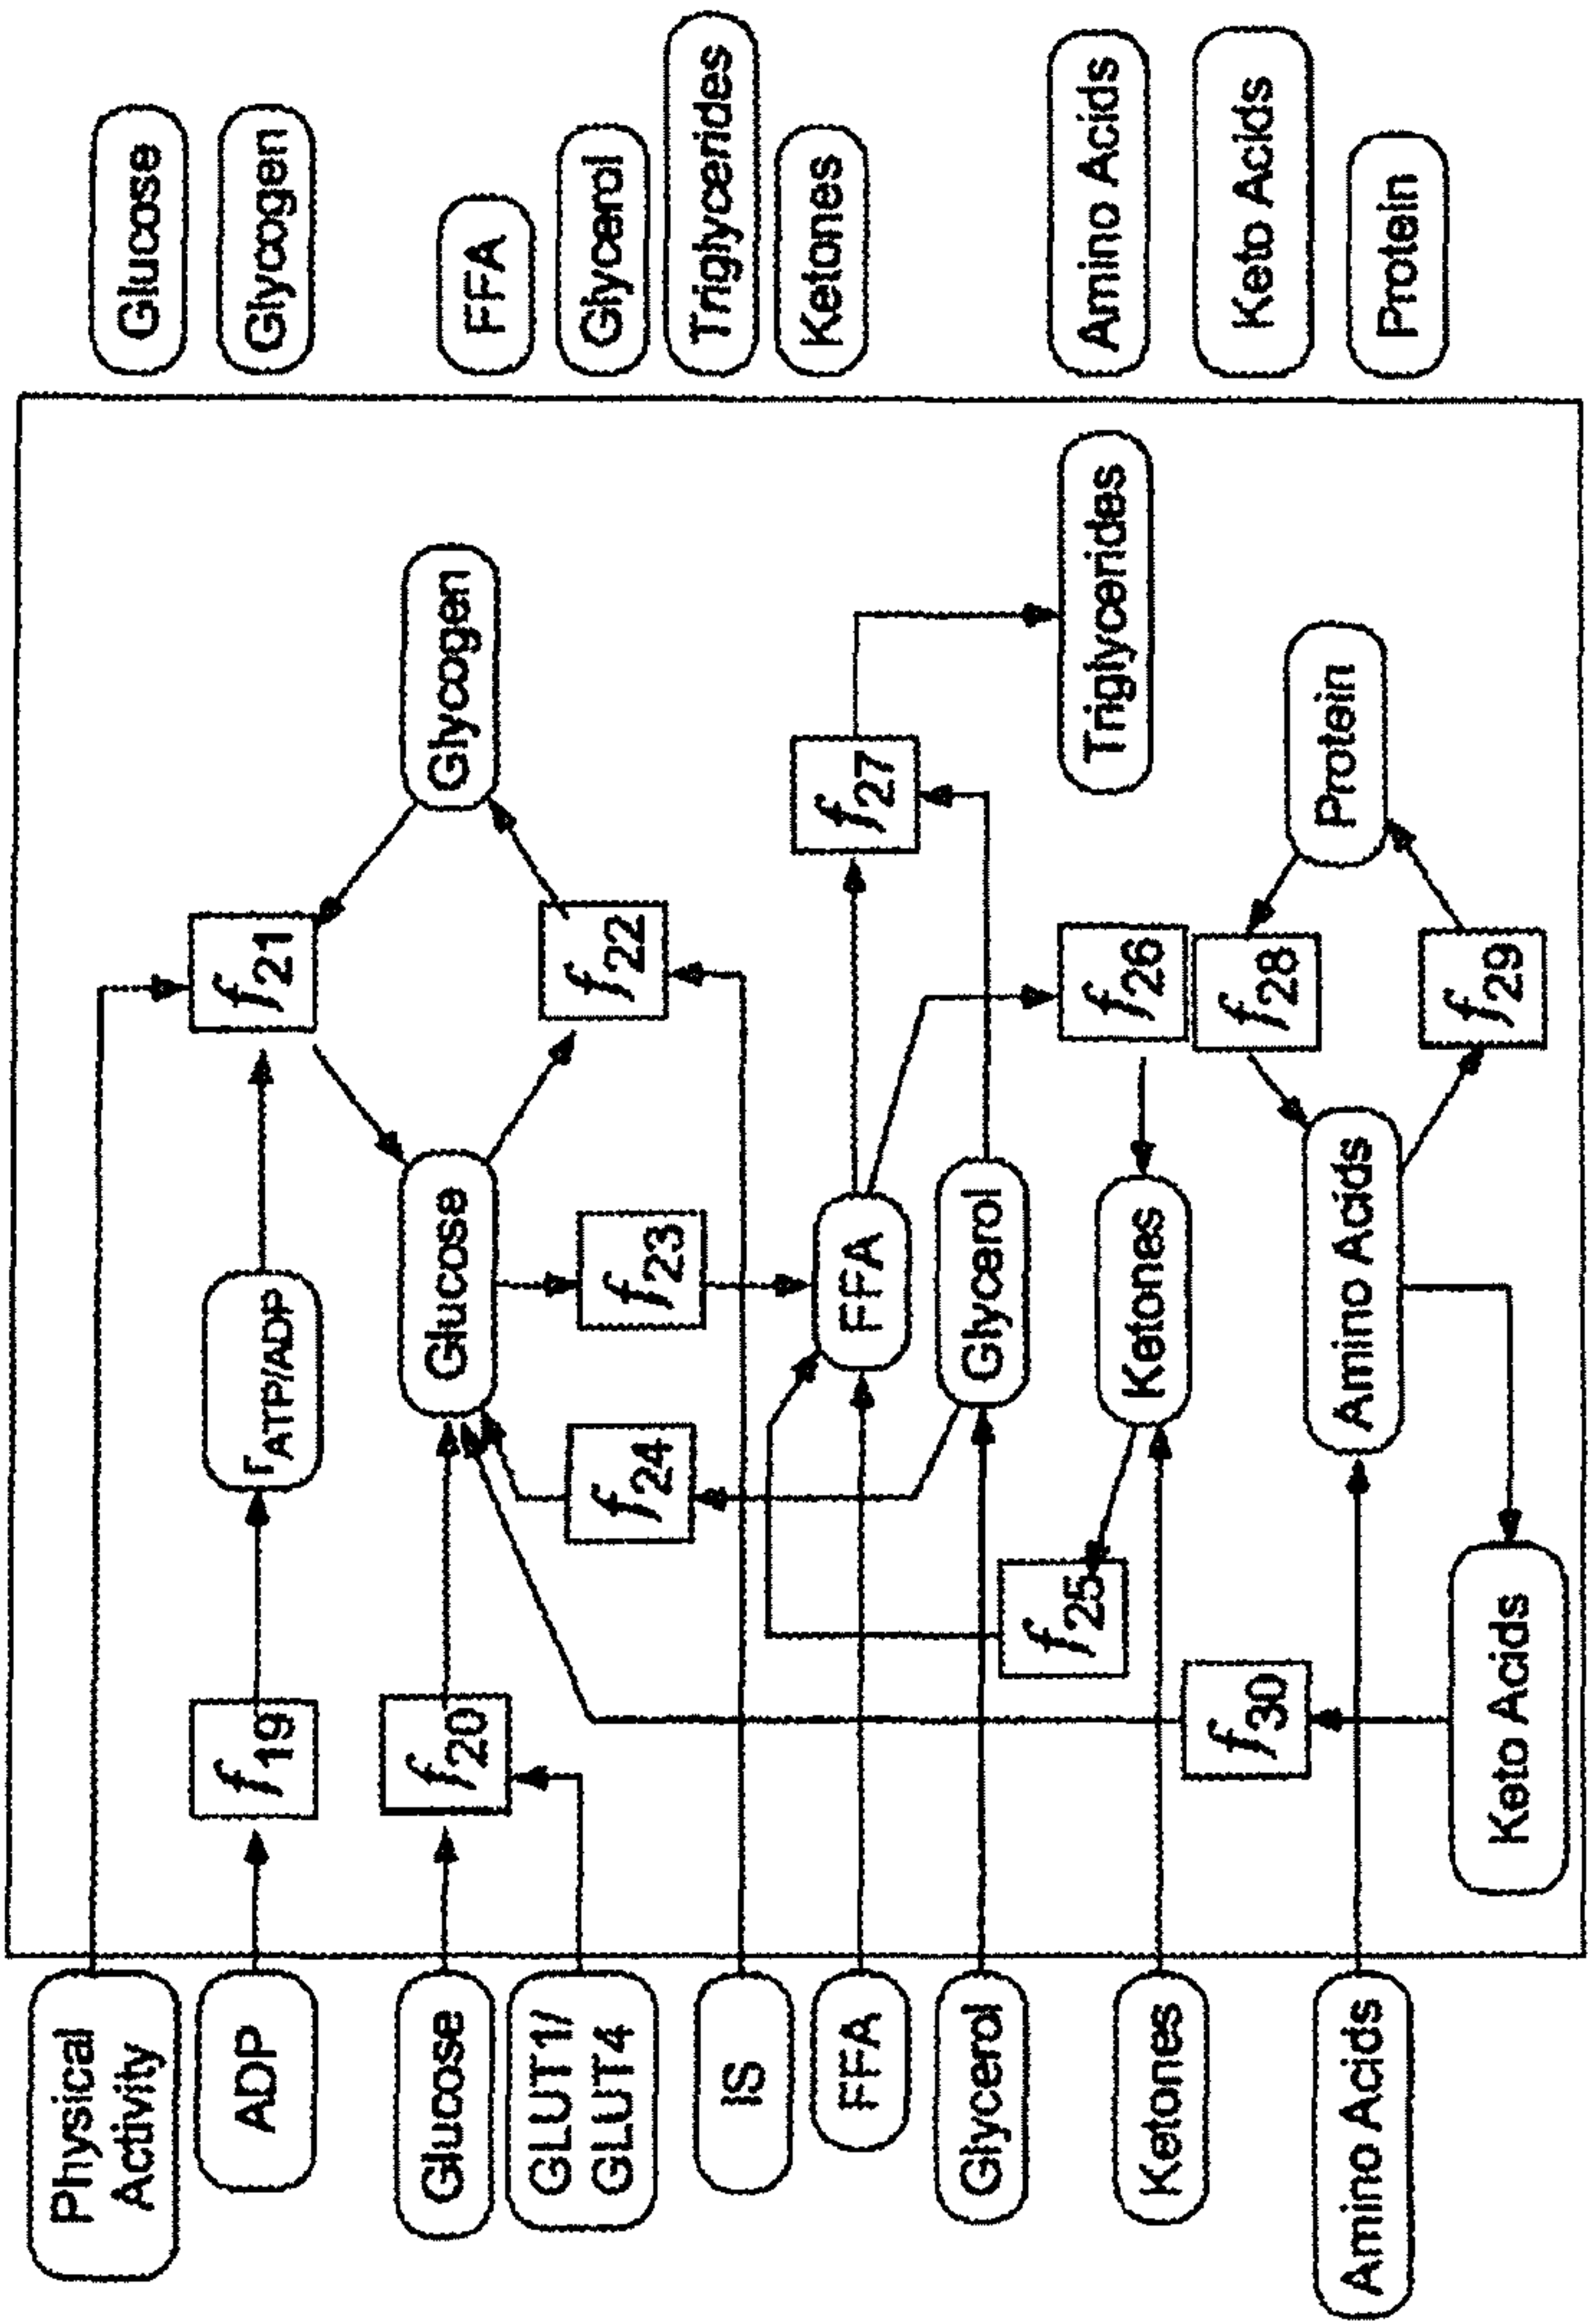 Physical
Activity
ADP
Glucose
GLUT1/
GLUT4
IS
FFA
Glycerol
Ketones
Amino Acids
f19
rATP/ADP
f21
f20
Glucose
Glycogen
f22
f23
f24
FFA
f27
Glycerol
Triglycerides
f25
Ketones
f26
f30
f28
Protein
Amino Acids
f29
Keto Acids
Glucose
Glycogen
FFA
Glycerol
Triglycerides
Ketones
Amino Acids
Keto Acids
Protein